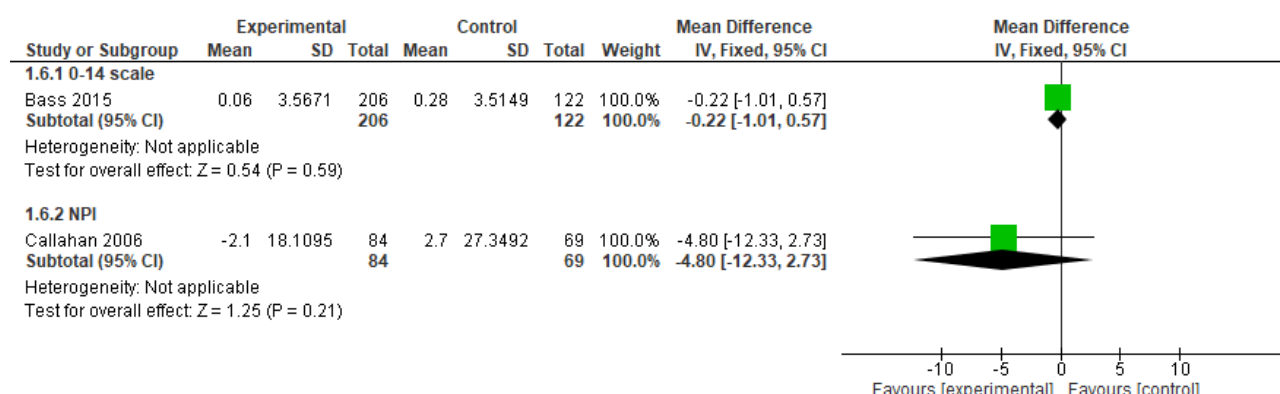 Experimental Control Mean Difference Mean Difference
Study or Subgroup Mean SD Total Mean SD Total Weight IV, Fixed, 95% CI IV, Fixed, 95% CI
1.6.1 0-14 scale
Bass 2015 0.06 3.5671 206 0.28 3.5149 122 100.0% -0.22 [-1.01, 0.57]
Subtotal (95% CI) 206 122 100.0% -0.22 [-1.01, 0.57]
Heterogeneity: Not applicable
Test for overall effect: Z = 0.54 (P = 0.59)
1.6.2 NPI
Callahan 2006 -2.1 18.1095 84 2.7 27.3492 69 100.0% -4.80 [-12.33, 2.73]
Subtotal (95% CI) 84 69 100.0% -4.80 [-12.33, 2.73]
Heterogeneity: Not applicable
Test for overall effect: Z = 1.25 (P = 0.21)
-10 -5 0 5 10
Favours [experimental] Favours [control]